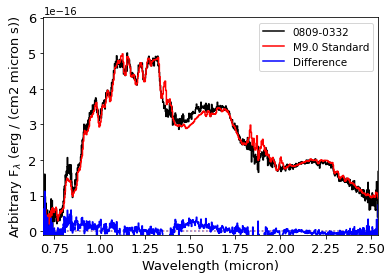 1e−16
0809-0332
M9.0 Standard
Difference
6
5
4
3
2
1
0
Arbitrary Fλ (erg / (cm2 micron s))
0.75 1.00 1.25 1.50 1.75 2.00 2.25 2.50
Wavelength (micron)